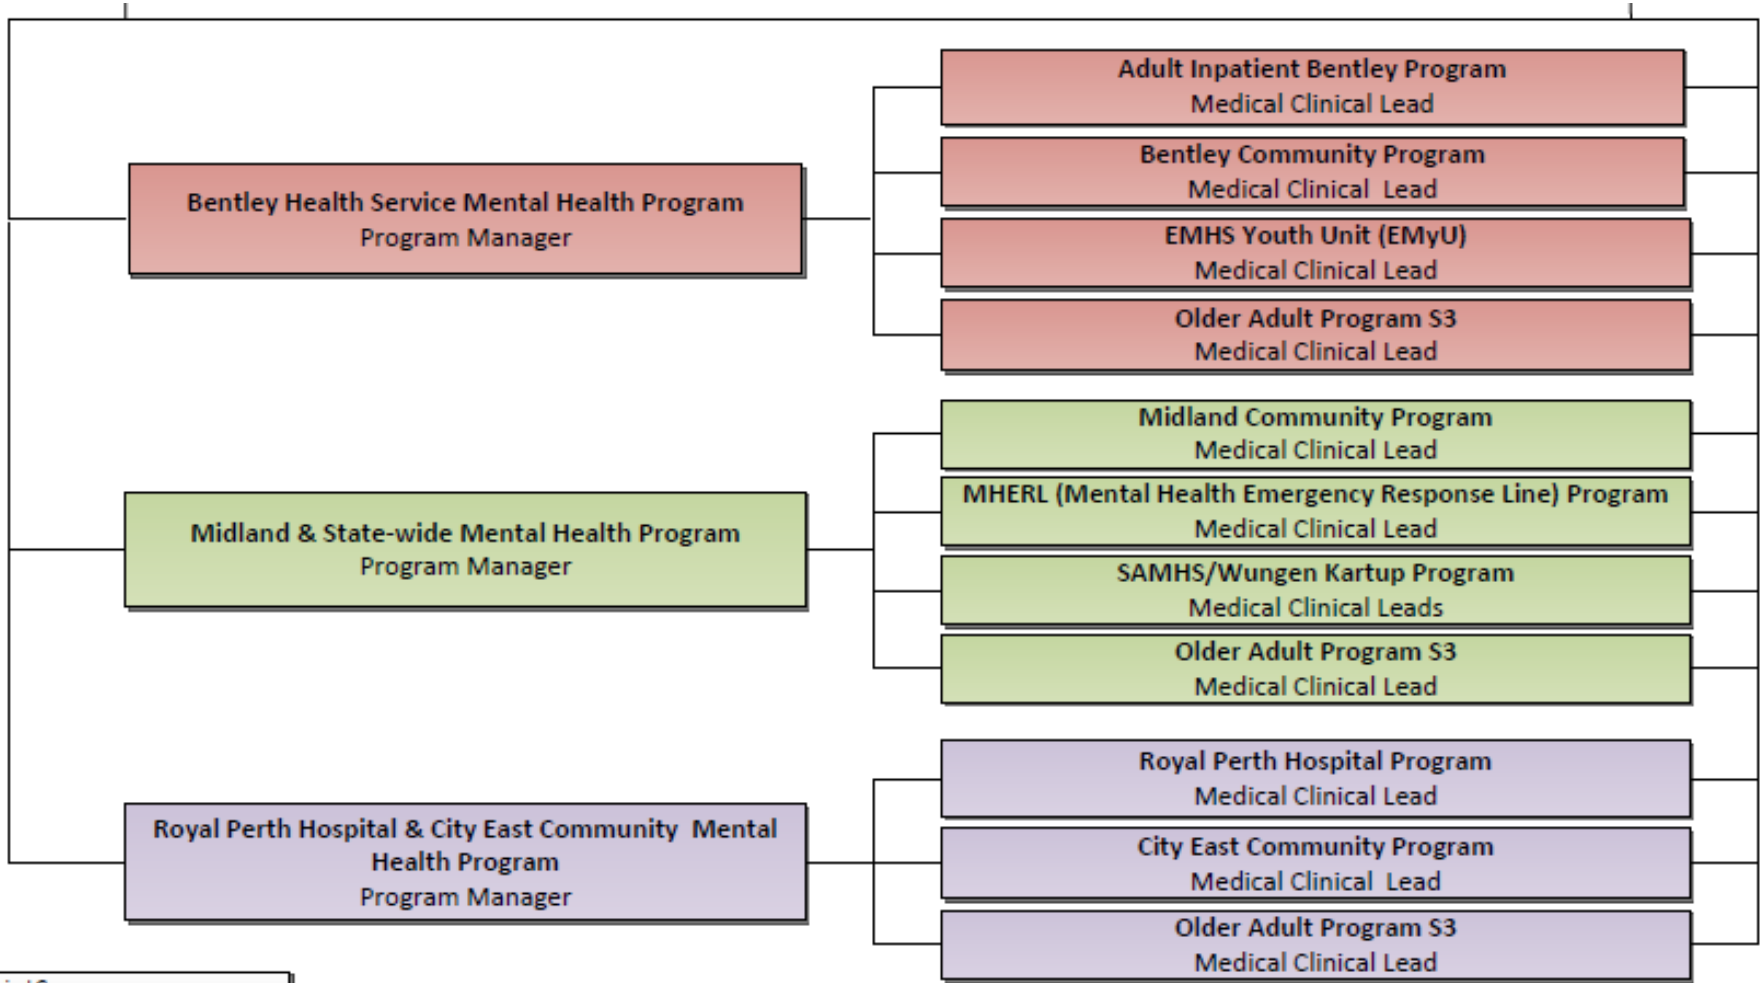 Adult Inpatient Bentley Program
Medical Clinical Lead
Bentley Community Program
Medical Clinical Lead
Bentley Health Service Mental Health Program
Program Manager
EMHS Youth Unit (EMyU)
Medical Clinical Lead
Older Adult Program S3
Medical Clinical Lead
Midland Community Program
Medical Clinical Lead
MHERL (Mental Health Emergency Response Line) Program
Medical Clinical Lead
Midland & State-wide Mental Health Program
Program Manager
SAMHS/Wungen Kartup Program
Medical Clinical Leads
Older Adult Program S3
Medical Clinical Lead
Royal Perth Hospital Program
Medical Clinical Lead
Royal Perth Hospital & City East Community Mental
Health Program
Program Manager
City East Community Program
Medical Clinical Lead
Older Adult Program S3
Medical Clinical Lead